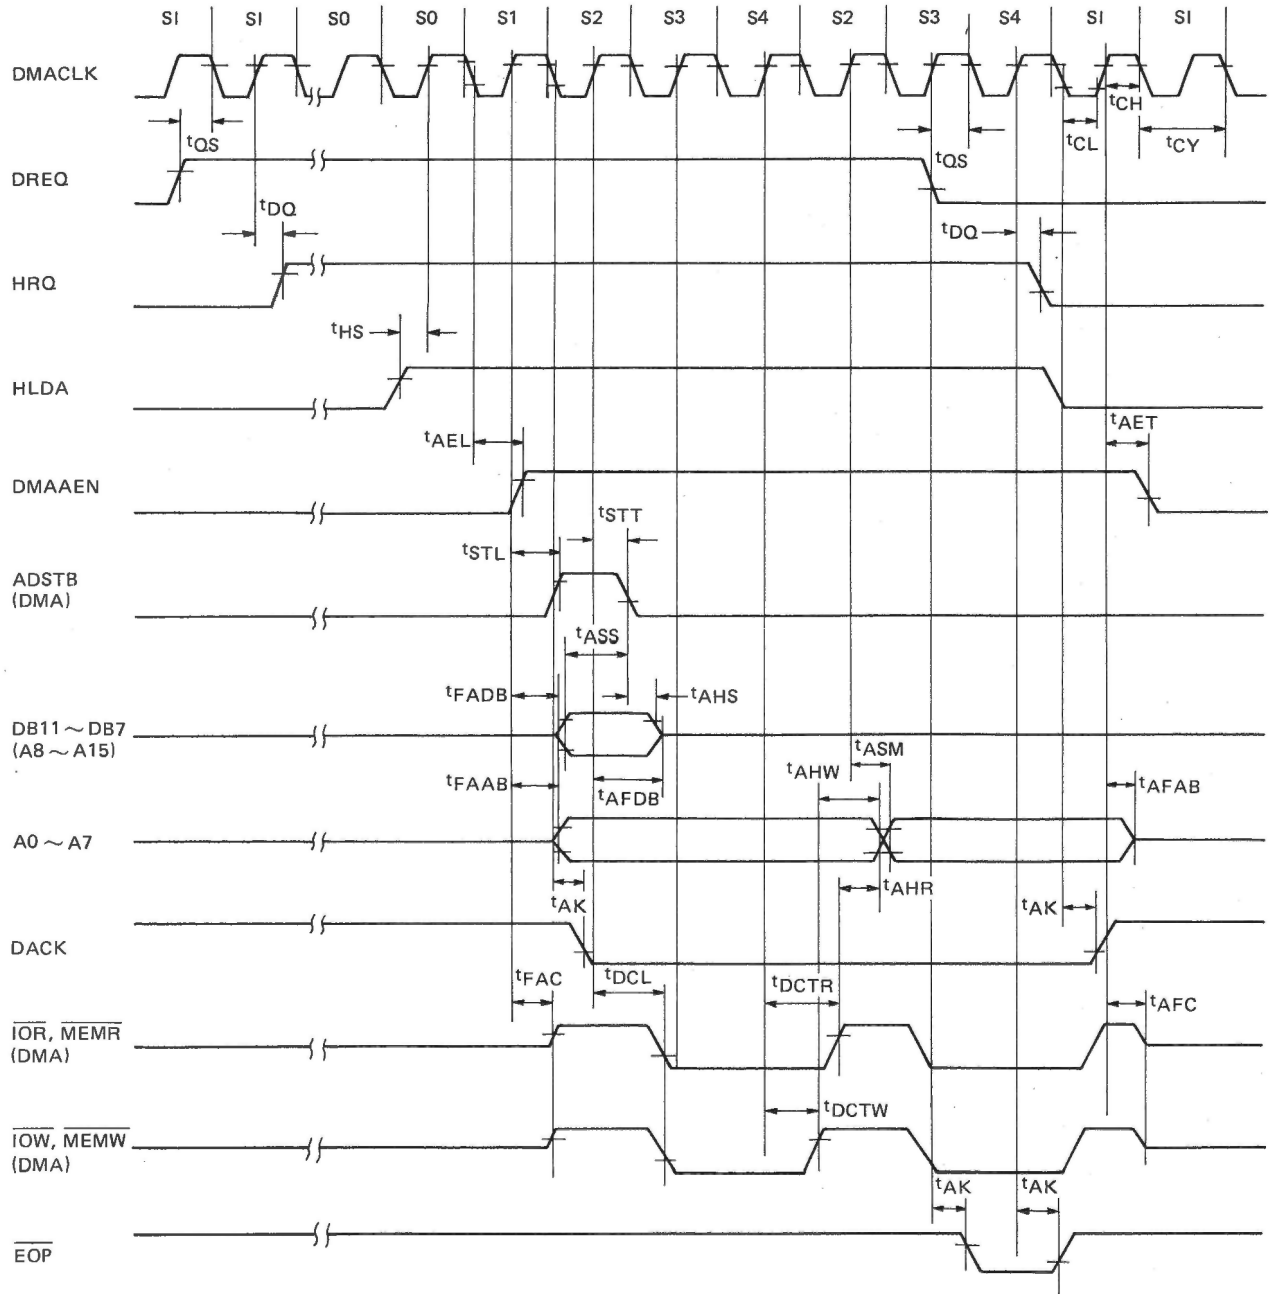 SI SI S0 S0 S1 S2 S3 S4 S2 S3 S4 SI SI
DMACLK
tCH
tQS tQS tCL tCY
DREQ
tDQ tDQ
HRQ
tHS
HLDA
tAEL tAET
DMAAEN
tSTT
tSTL
ADSTB
(DMA)
tASS
tFADB tAHS
DB11~DB7
(A8~A15)
tASM
tAHW
tFAAB tAFDB tAFAB
A0~A7
tAHR
tAK tAK
DACK
tFAC tDCL tDCTR tAFC
IOR, MEMR
(DMA)
tDCTW
IOW, MEMW
(DMA)
tAK tAK
EOP